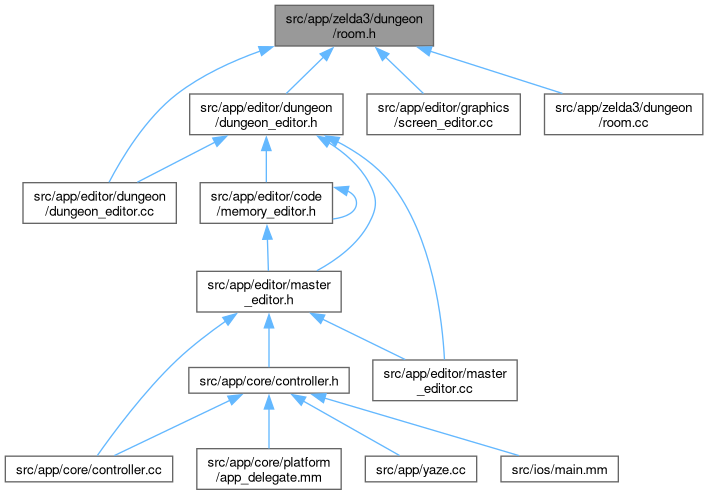 src/app/zelda3/dungeon
/room.h
src/app/editor/dungeon
/dungeon_editor.h
src/app/editor/graphics
/screen_editor.cc
src/app/zelda3/dungeon
/room.cc
src/app/editor/dungeon
/dungeon_editor.cc
src/app/editor/code
/memory_editor.h
src/app/editor/master
_editor.h
src/app/core/controller.h
src/app/editor/master
_editor.cc
src/app/core/controller.cc
src/app/core/platform
/app_delegate.mm
src/app/yaze.cc
src/ios/main.mm